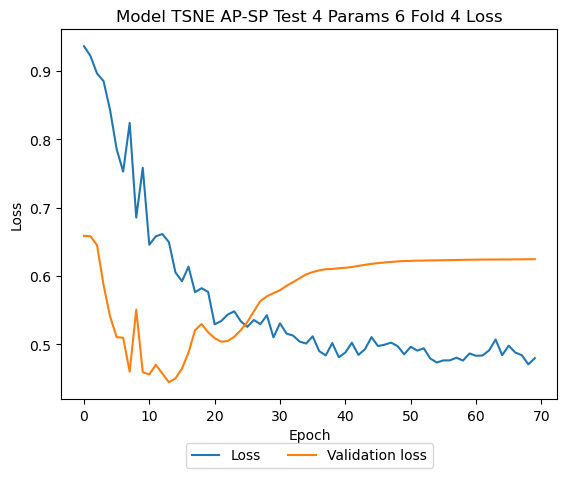 Model TSNE AP-SP Test 4 Params 6 Fold 4 Loss
Loss
0.9
0.8
0.7
0.6
0.5
0 10 20 30 40 50 60 70
Epoch
Loss Validation loss